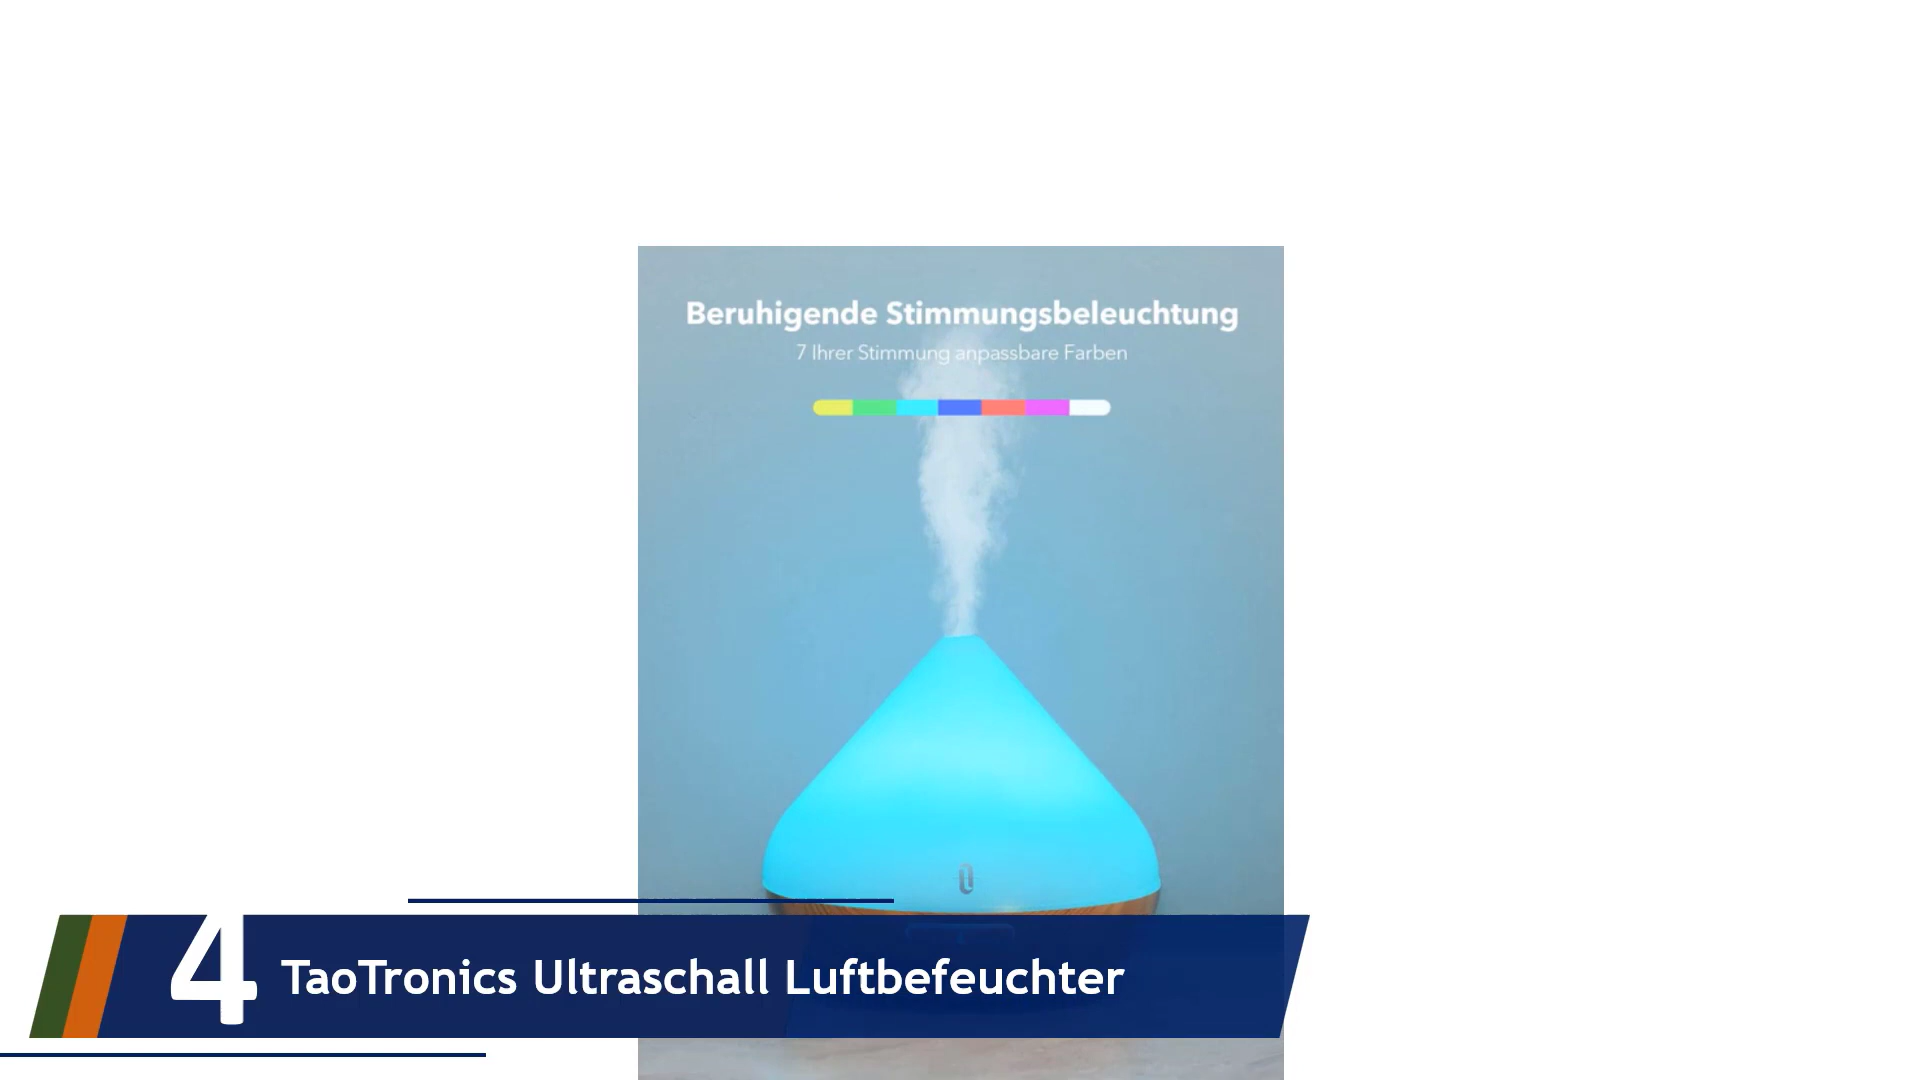 Beruhigende Stimmungsbeleuchtung
7 Ihrer Stimmung anpassbare Farben
4 TaoTronics Ultraschall Luftbefeuchter